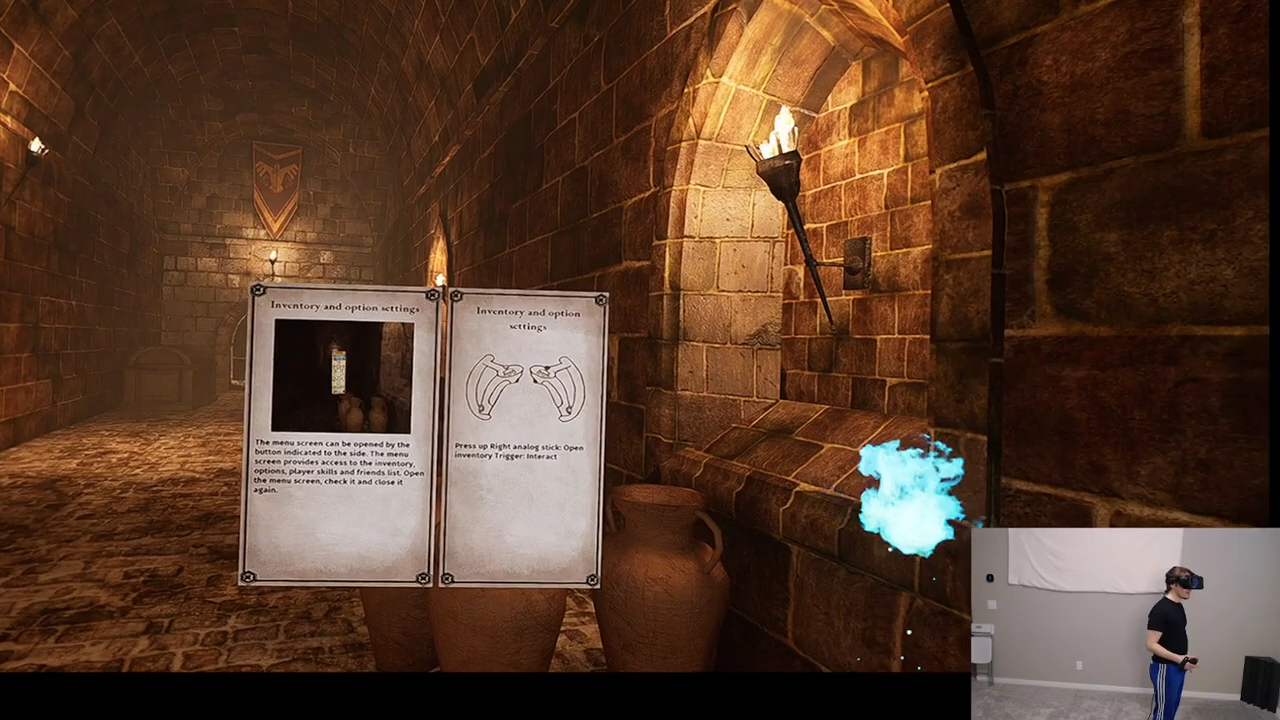 Inventory and option settings
The menu screen can be opened by the
button indicated to the side. The menu
screen provides access to the inventory,
options, player skills and friends list. Open
the menu screen, check it and close it
again.
Inventory and option
settings
Press up Right analog stick: Open
inventory Trigger: Interact